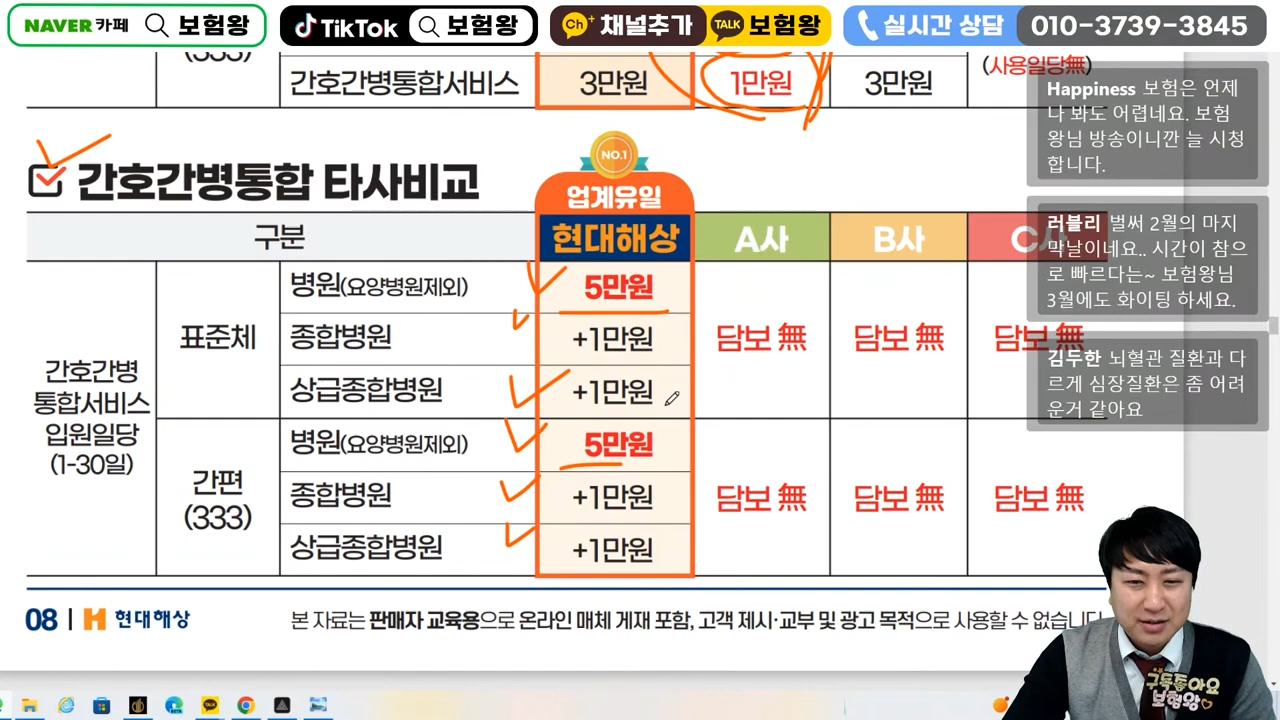 NAVER 카페 보험왕
TikTok 보험왕
Ch+ 채널추가 TALK 보험왕
실시간 상담 010-3739-3845
(333)
간호간병통합서비스 3만원 1만원 3만원
(사용일당無)
Happiness 보험은 언제
나 봐도 어렵네요. 보험
왕님 방송이니깐 늘 시청
합니다.
NO.1
간호간병통합 타사비교
업계유일
구분 현대해상 A사 B사 C사
러블리 벌써 2월의 마지
막날이네요.. 시간이 참으
로 빠르다는~ 보험왕님
3월에도 화이팅 하세요.
간호간병
통합서비스
입원일당
(1-30일)
표준체
병원(요양병원제외) 5만원
종합병원 +1만원
상급종합병원 +1만원
담보 無 담보 無 담보 無
김두한 뇌혈관 질환과 다
르게 심장질환은 좀 어려
운거 같아요
간편
(333)
병원(요양병원제외) 5만원
종합병원 +1만원
상급종합병원 +1만원
담보 無 담보 無 담보 無
08 | 현대해상
본 자료는 판매자 교육용으로 온라인 매체 게재 포함, 고객 제시·교부 및 광고 목적으로 사용할 수 없습니다
구독좋아요
보험왕